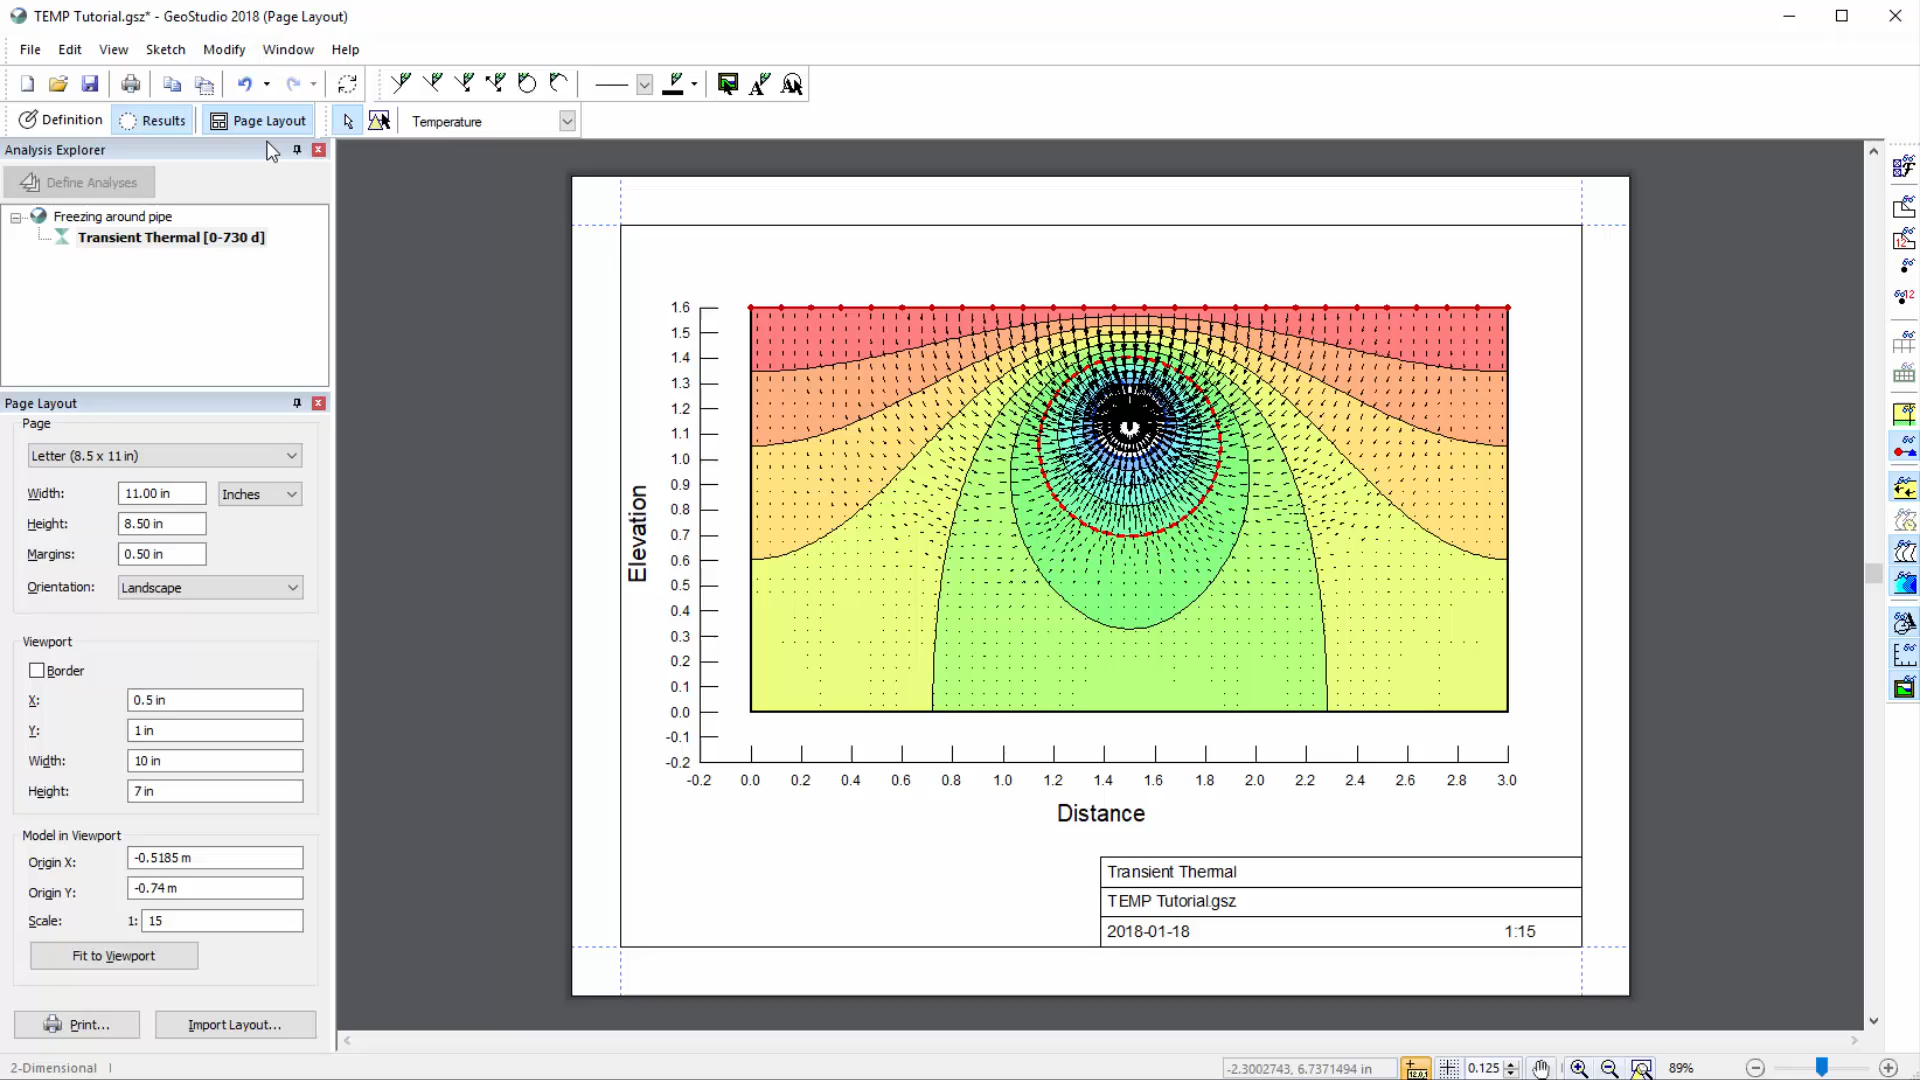 TEMP Tutorial.gsz* - GeoStudio 2018 (Page Layout)
File Edit View Sketch Modify Window Help
Definition Results Page Layout Temperature
Analysis Explorer
Define Analyses
Freezing around pipe
Transient Thermal [0-730 d]
Page Layout
Page
Letter (8.5 x 11 in)
Width: 11.00 in Inches
Height: 8.50 in
Margins: 0.50 in
Orientation: Landscape
Viewport
Border
X: 0.5 in
Y: 1 in
Width: 10 in
Height: 7 in
Model in Viewport
Origin X: -0.5185 m
Origin Y: -0.74 m
Scale: 1: 15
Fit to Viewport
Print... Import Layout...
1.6
1.5
1.4
1.3
1.2
1.1
1.0
0.9
0.8
0.7
0.6
0.5
0.4
0.3
0.2
0.1
0.0
-0.1
-0.2
Elevation
-0.2 0.0 0.2 0.4 0.6 0.8 1.0 1.2 1.4 1.6 1.8 2.0 2.2 2.4 2.6 2.8 3.0
Distance
Transient Thermal
TEMP Tutorial.gsz
2018-01-18 1:15
2-Dimensional -2.3002743, 6.7371494 in 0.125 89%